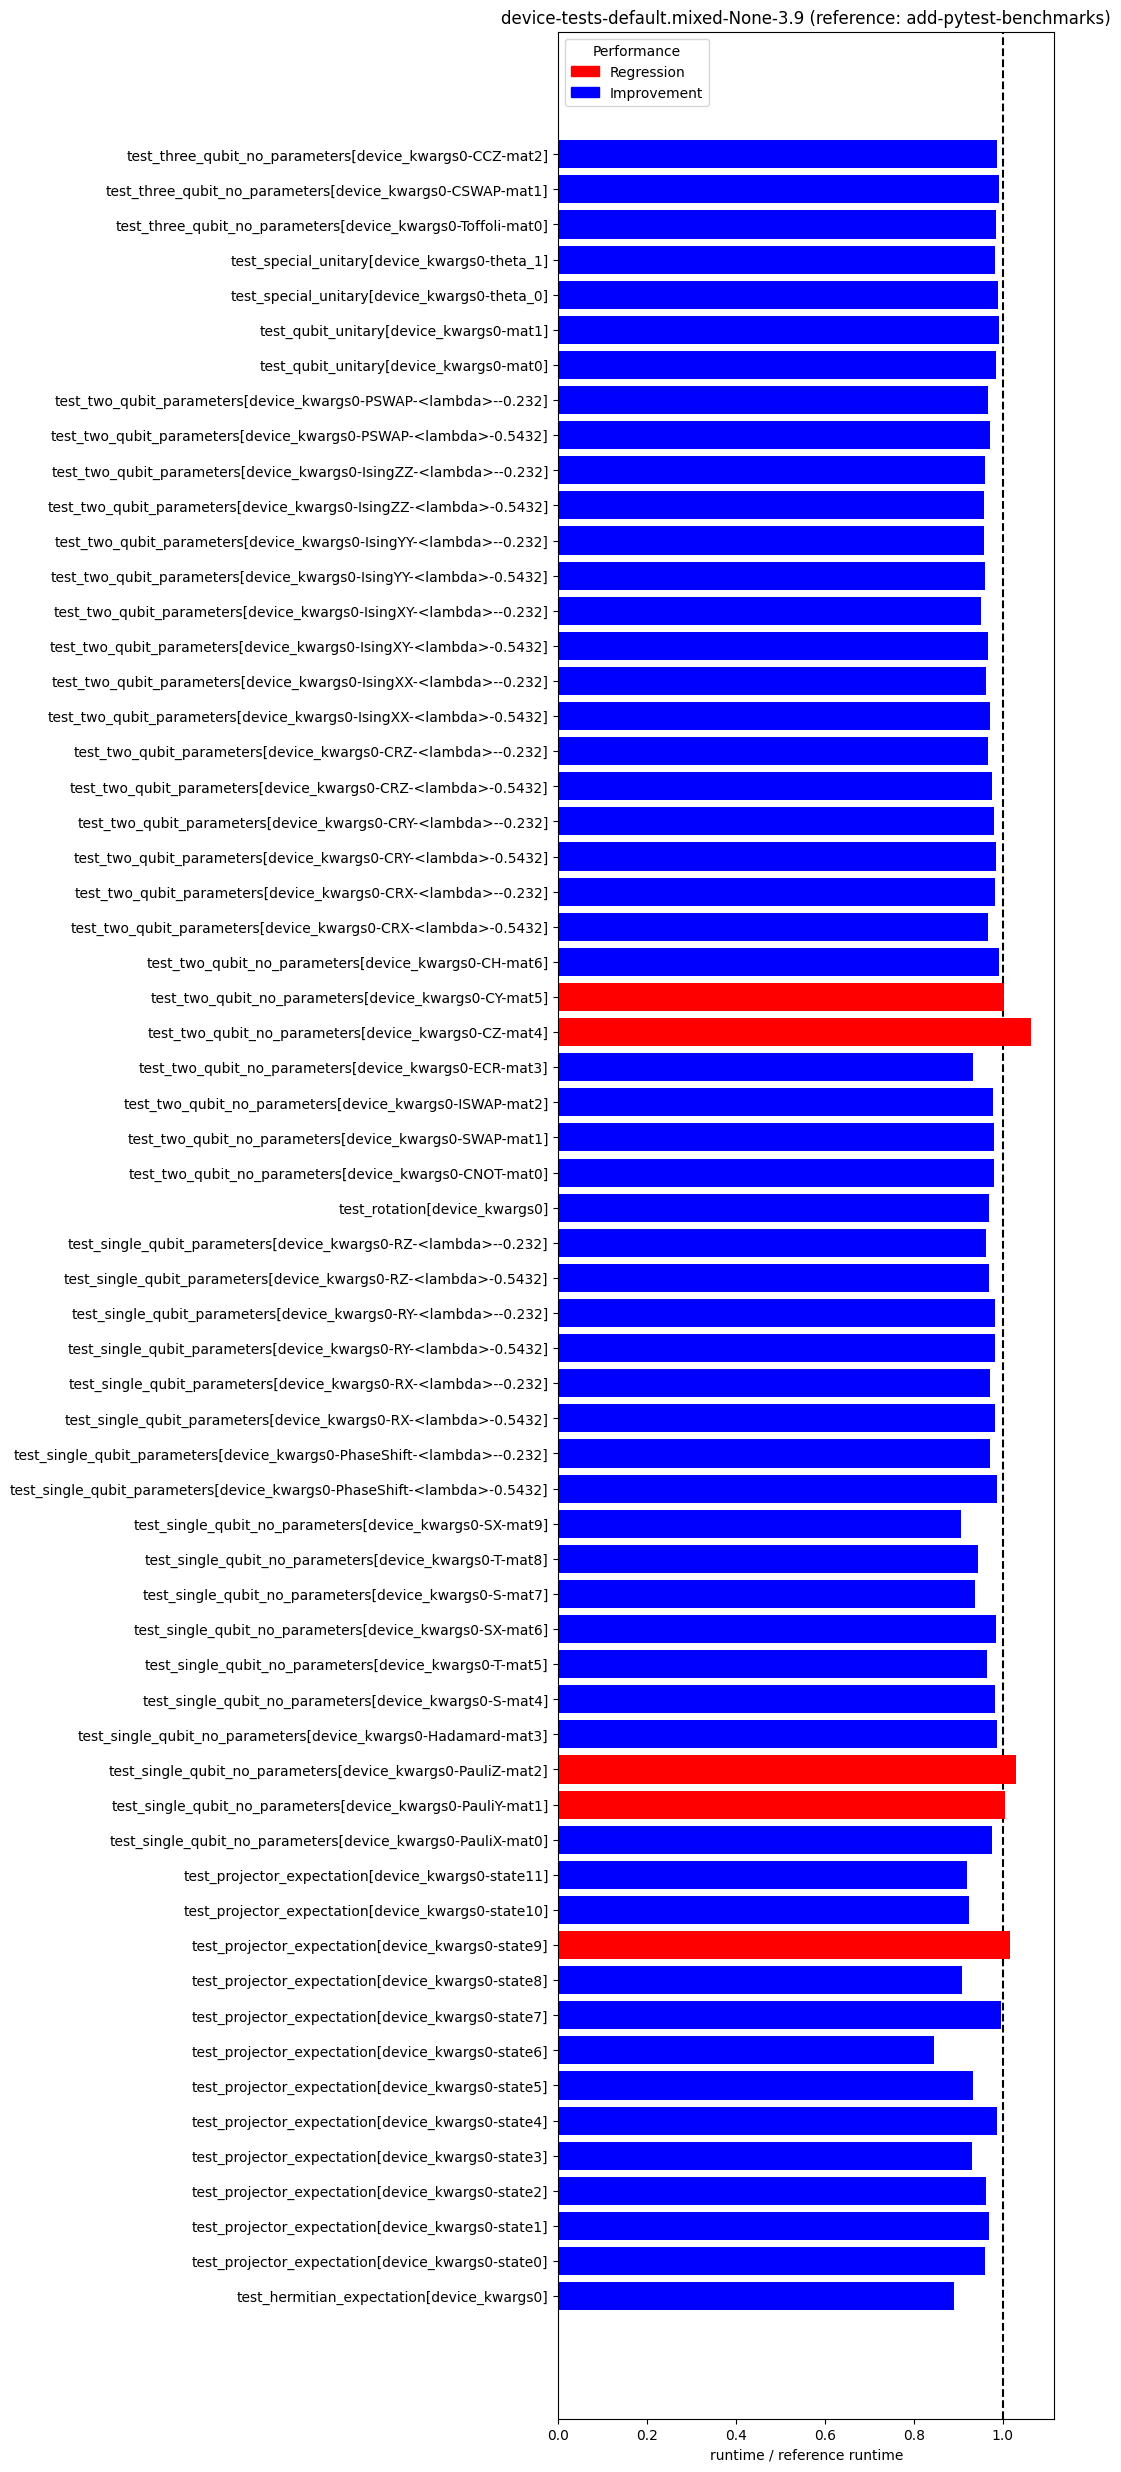 device-tests-default.mixed-None-3.9 (reference: add-pytest-benchmarks)
Performance
Regression
Improvement
test_three_qubit_no_parameters[device_kwargs0-CCZ-mat2]
test_three_qubit_no_parameters[device_kwargs0-CSWAP-mat1]
test_three_qubit_no_parameters[device_kwargs0-Toffoli-mat0]
test_special_unitary[device_kwargs0-theta_1]
test_special_unitary[device_kwargs0-theta_0]
test_qubit_unitary[device_kwargs0-mat1]
test_qubit_unitary[device_kwargs0-mat0]
test_two_qubit_parameters[device_kwargs0-PSWAP-<lambda>--0.232]
test_two_qubit_parameters[device_kwargs0-PSWAP-<lambda>-0.5432]
test_two_qubit_parameters[device_kwargs0-IsingZZ-<lambda>--0.232]
test_two_qubit_parameters[device_kwargs0-IsingZZ-<lambda>-0.5432]
test_two_qubit_parameters[device_kwargs0-IsingYY-<lambda>--0.232]
test_two_qubit_parameters[device_kwargs0-IsingYY-<lambda>-0.5432]
test_two_qubit_parameters[device_kwargs0-IsingXY-<lambda>--0.232]
test_two_qubit_parameters[device_kwargs0-IsingXY-<lambda>-0.5432]
test_two_qubit_parameters[device_kwargs0-IsingXX-<lambda>--0.232]
test_two_qubit_parameters[device_kwargs0-IsingXX-<lambda>-0.5432]
test_two_qubit_parameters[device_kwargs0-CRZ-<lambda>--0.232]
test_two_qubit_parameters[device_kwargs0-CRZ-<lambda>-0.5432]
test_two_qubit_parameters[device_kwargs0-CRY-<lambda>--0.232]
test_two_qubit_parameters[device_kwargs0-CRY-<lambda>-0.5432]
test_two_qubit_parameters[device_kwargs0-CRX-<lambda>--0.232]
test_two_qubit_parameters[device_kwargs0-CRX-<lambda>-0.5432]
test_two_qubit_no_parameters[device_kwargs0-CH-mat6]
test_two_qubit_no_parameters[device_kwargs0-CY-mat5]
test_two_qubit_no_parameters[device_kwargs0-CZ-mat4]
test_two_qubit_no_parameters[device_kwargs0-ECR-mat3]
test_two_qubit_no_parameters[device_kwargs0-ISWAP-mat2]
test_two_qubit_no_parameters[device_kwargs0-SWAP-mat1]
test_two_qubit_no_parameters[device_kwargs0-CNOT-mat0]
test_rotation[device_kwargs0]
test_single_qubit_parameters[device_kwargs0-RZ-<lambda>--0.232]
test_single_qubit_parameters[device_kwargs0-RZ-<lambda>-0.5432]
test_single_qubit_parameters[device_kwargs0-RY-<lambda>--0.232]
test_single_qubit_parameters[device_kwargs0-RY-<lambda>-0.5432]
test_single_qubit_parameters[device_kwargs0-RX-<lambda>--0.232]
test_single_qubit_parameters[device_kwargs0-RX-<lambda>-0.5432]
test_single_qubit_parameters[device_kwargs0-PhaseShift-<lambda>--0.232]
test_single_qubit_parameters[device_kwargs0-PhaseShift-<lambda>-0.5432]
test_single_qubit_no_parameters[device_kwargs0-SX-mat9]
test_single_qubit_no_parameters[device_kwargs0-T-mat8]
test_single_qubit_no_parameters[device_kwargs0-S-mat7]
test_single_qubit_no_parameters[device_kwargs0-SX-mat6]
test_single_qubit_no_parameters[device_kwargs0-T-mat5]
test_single_qubit_no_parameters[device_kwargs0-S-mat4]
test_single_qubit_no_parameters[device_kwargs0-Hadamard-mat3]
test_single_qubit_no_parameters[device_kwargs0-PauliZ-mat2]
test_single_qubit_no_parameters[device_kwargs0-PauliY-mat1]
test_single_qubit_no_parameters[device_kwargs0-PauliX-mat0]
test_projector_expectation[device_kwargs0-state11]
test_projector_expectation[device_kwargs0-state10]
test_projector_expectation[device_kwargs0-state9]
test_projector_expectation[device_kwargs0-state8]
test_projector_expectation[device_kwargs0-state7]
test_projector_expectation[device_kwargs0-state6]
test_projector_expectation[device_kwargs0-state5]
test_projector_expectation[device_kwargs0-state4]
test_projector_expectation[device_kwargs0-state3]
test_projector_expectation[device_kwargs0-state2]
test_projector_expectation[device_kwargs0-state1]
test_projector_expectation[device_kwargs0-state0]
test_hermitian_expectation[device_kwargs0]
0.0 0.2 0.4 0.6 0.8 1.0
runtime / reference runtime